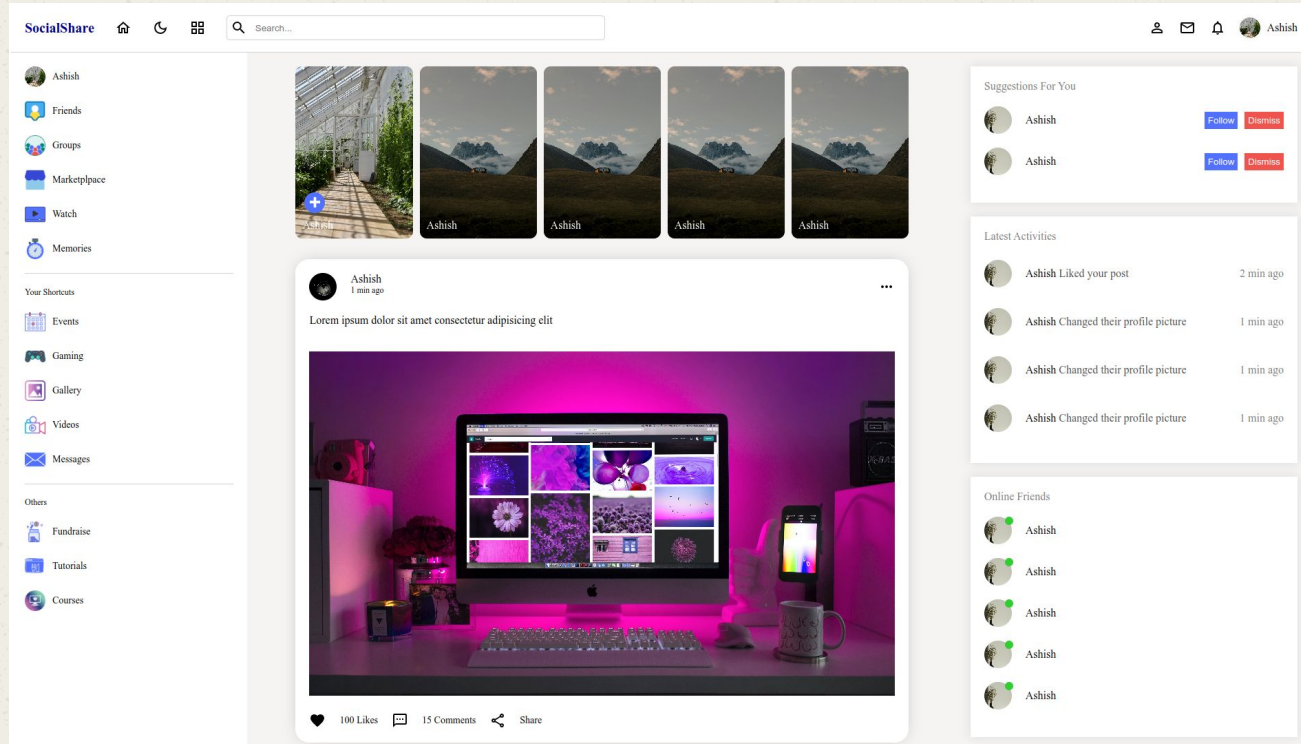 SocialShare Search... Ashish
Ashish
Friends
Groups
Marketplpace
Watch
Memories
Your Shortcuts
Events
Gaming
Gallery
Videos
Messages
Others
Fundraise
Tutorials
Courses
Ashish Ashish Ashish Ashish Ashish
Ashish
1 min ago
Lorem ipsum dolor sit amet consectetur adipisicing elit
100 Likes 15 Comments Share
Suggestions For You
Ashish Follow Dismiss
Ashish Follow Dismiss
Latest Activities
Ashish Liked your post 2 min ago
Ashish Changed their profile picture 1 min ago
Ashish Changed their profile picture 1 min ago
Ashish Changed their profile picture 1 min ago
Online Friends
Ashish
Ashish
Ashish
Ashish
Ashish